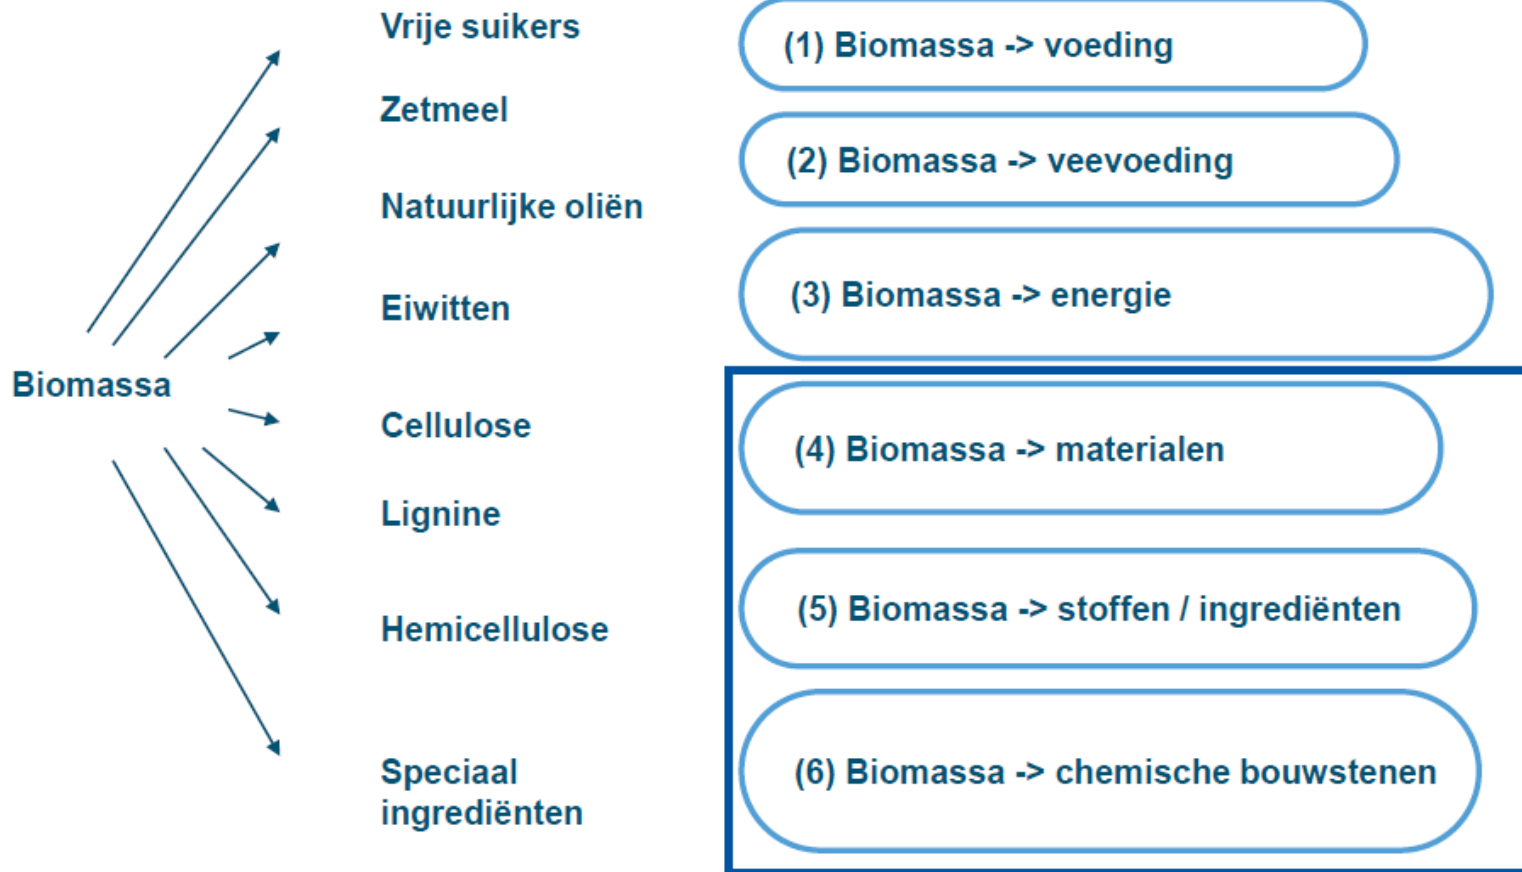 Biomassa
Vrije suikers
Zetmeel
Natuurlijke oliën
Eiwitten
Cellulose
Lignine
Hemicellulose
Speciaal
ingrediënten
(1) Biomassa -> voeding
(2) Biomassa -> veevoeding
(3) Biomassa -> energie
(4) Biomassa -> materialen
(5) Biomassa -> stoffen / ingrediënten
(6) Biomassa -> chemische bouwstenen